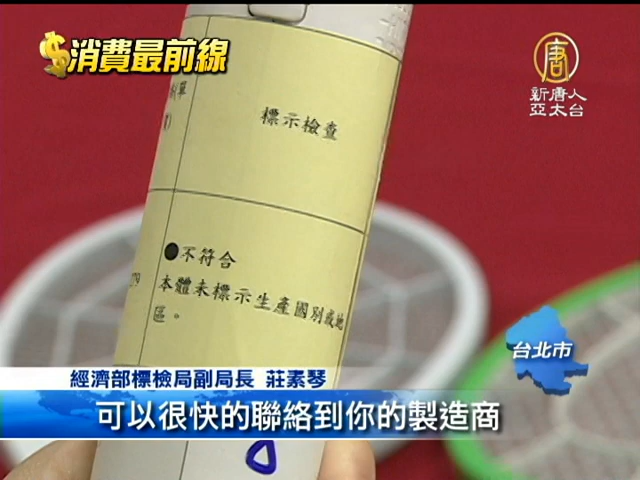 消費最前線
新唐人
亞太台
標示檢查
●不符合
本體未標示生產國別或地
區。
台北市
經濟部標檢局副局長 莊素琴
可以很快的聯絡到你的製造商